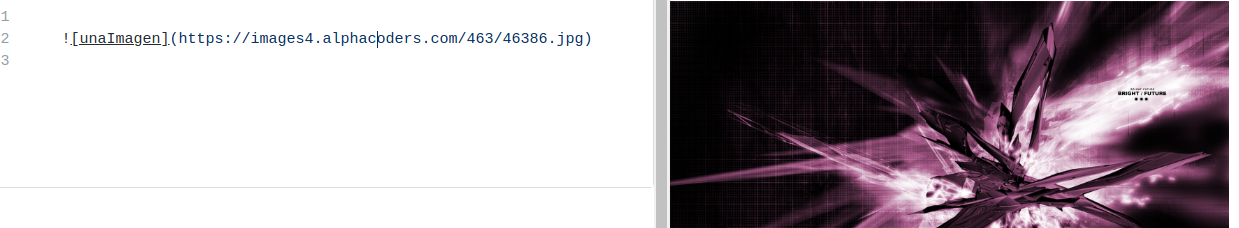 1
2 ![unaImagen](https://images4.alphacoders.com/463/46386.jpg)
3
BRIGHT / FUTURE